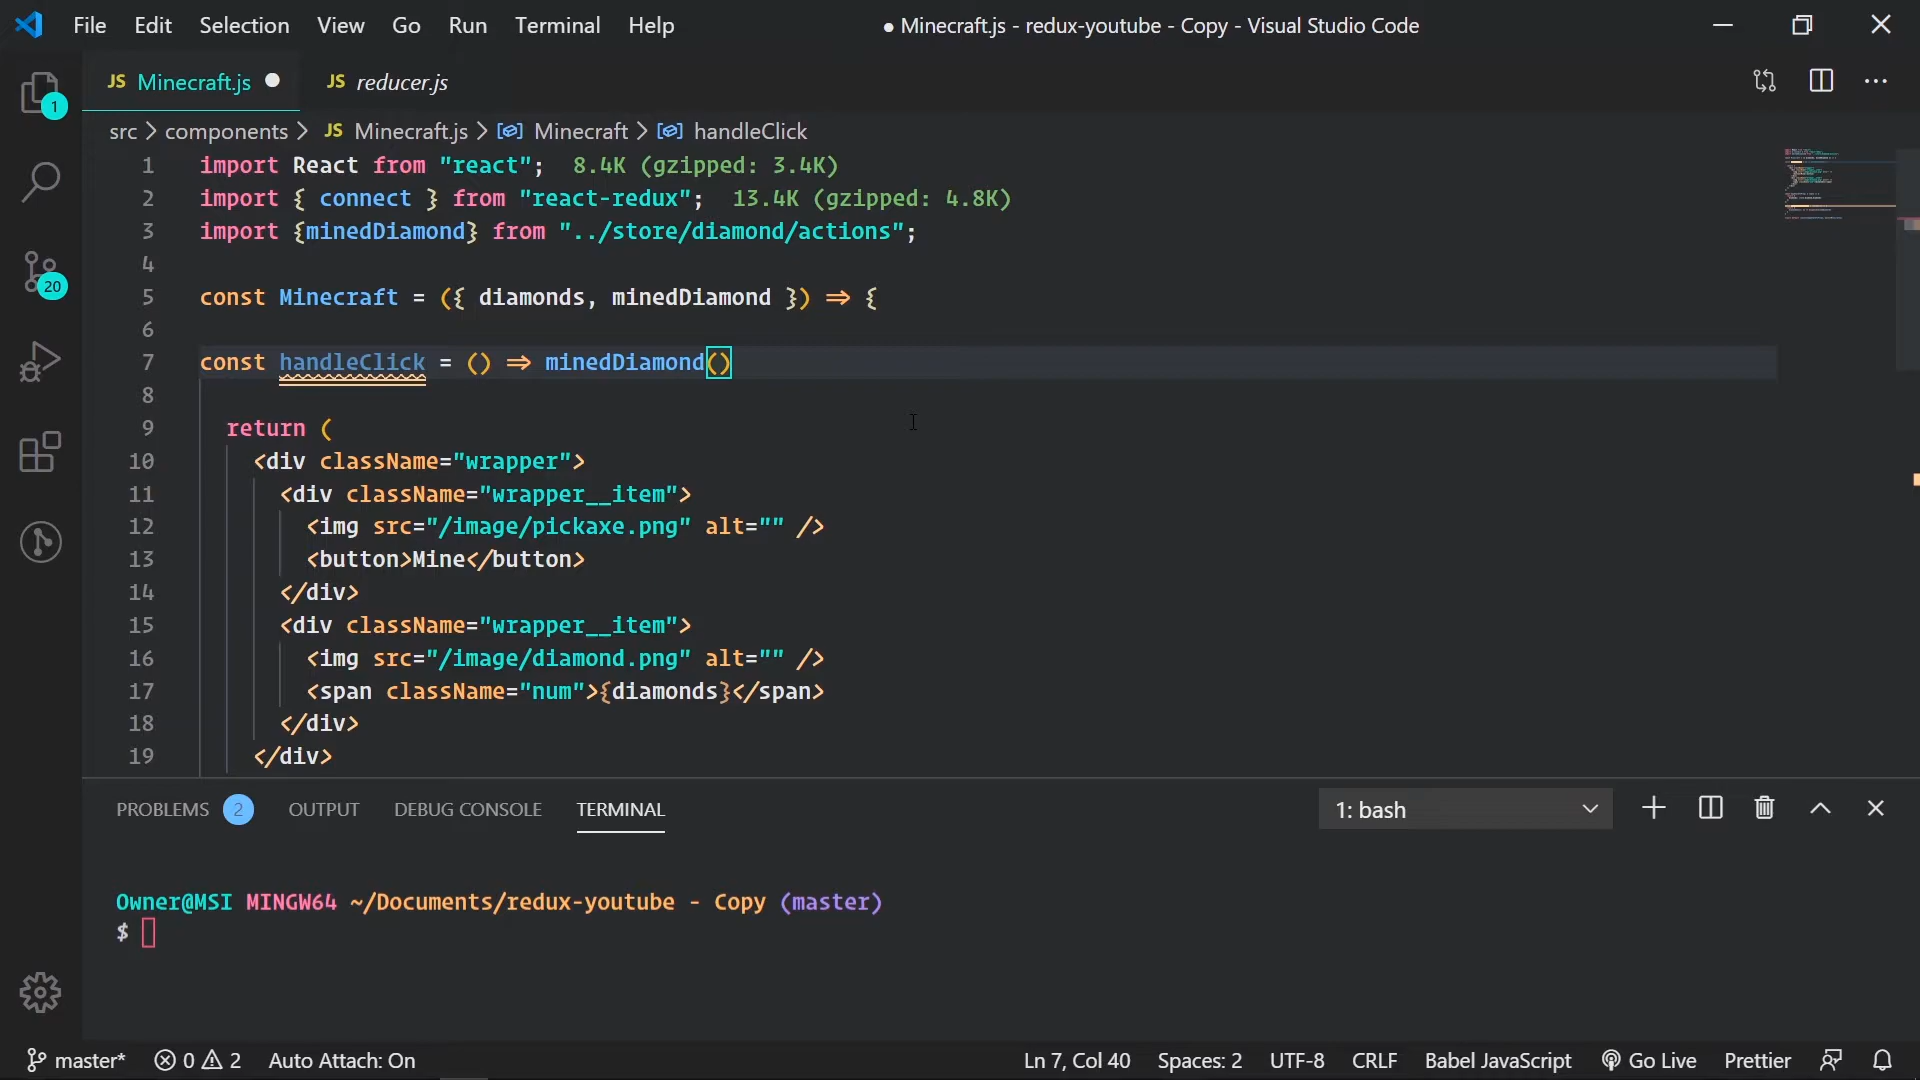 File Edit Selection View Go Run Terminal Help ● Minecraft.js - redux-youtube - Copy - Visual Studio Code
JS Minecraft.js ● JS reducer.js
1
src > components > JS Minecraft.js > Minecraft > handleClick
1 import React from "react"; 8.4K (gzipped: 3.4K)
2 import { connect } from "react-redux"; 13.4K (gzipped: 4.8K)
3 import {minedDiamond} from "../store/diamond/actions";
4
20
5 const Minecraft = ({ diamonds, minedDiamond }) => {
6
7 const handleClick = () => minedDiamond()
8
9 return (
10 <div className="wrapper">
11 <div className="wrapper__item">
12 <img src="/image/pickaxe.png" alt="" />
13 <button>Mine</button>
14 </div>
15 <div className="wrapper__item">
16 <img src="/image/diamond.png" alt="" />
17 <span className="num">{diamonds}</span>
18 </div>
19 </div>
PROBLEMS 2 OUTPUT DEBUG CONSOLE TERMINAL 1: bash
Owner@MSI MINGW64 ~/Documents/redux-youtube - Copy (master)
$
master* 0 2 Auto Attach: On Ln 7, Col 40 Spaces: 2 UTF-8 CRLF Babel JavaScript Go Live Prettier